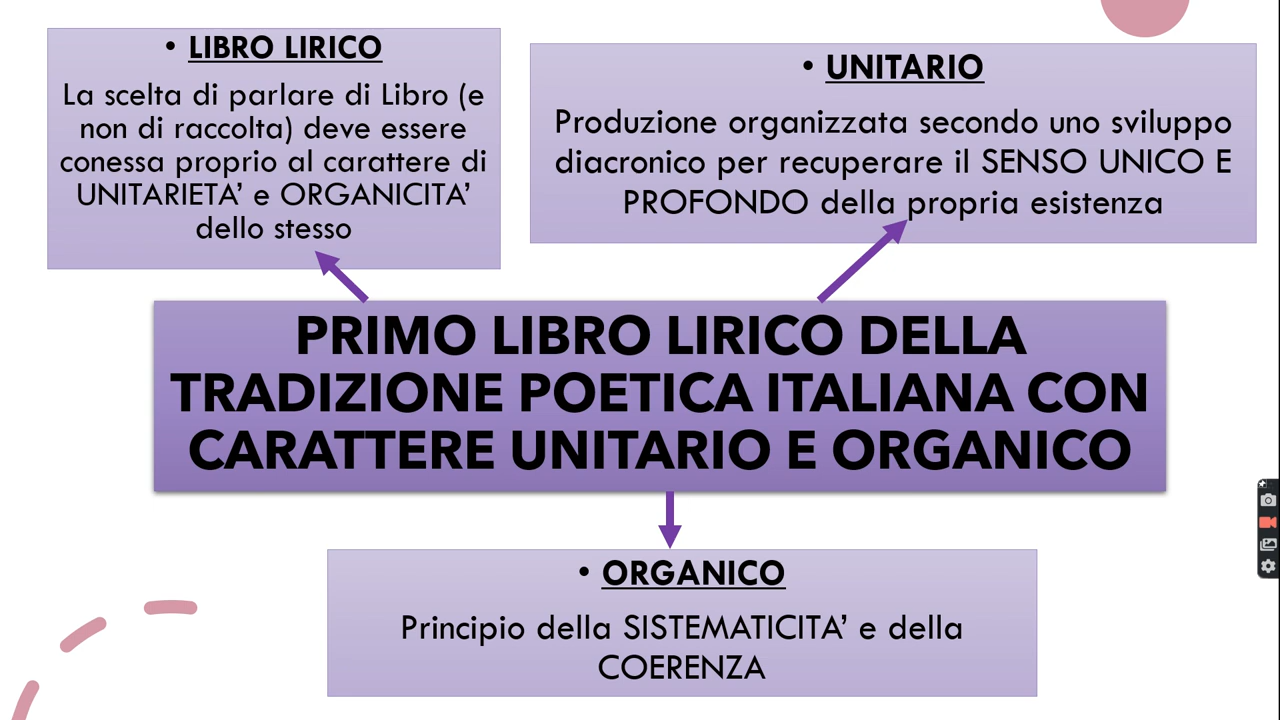 • LIBRO LIRICO
La scelta di parlare di Libro (e
non di raccolta) deve essere
conessa proprio al carattere di
UNITARIETA’ e ORGANICITA’
dello stesso
• UNITARIO
Produzione organizzata secondo uno sviluppo
diacronico per recuperare il SENSO UNICO E
PROFONDO della propria esistenza
PRIMO LIBRO LIRICO DELLA
TRADIZIONE POETICA ITALIANA CON
CARATTERE UNITARIO E ORGANICO
• ORGANICO
Principio della SISTEMATICITA’ e della
COERENZA